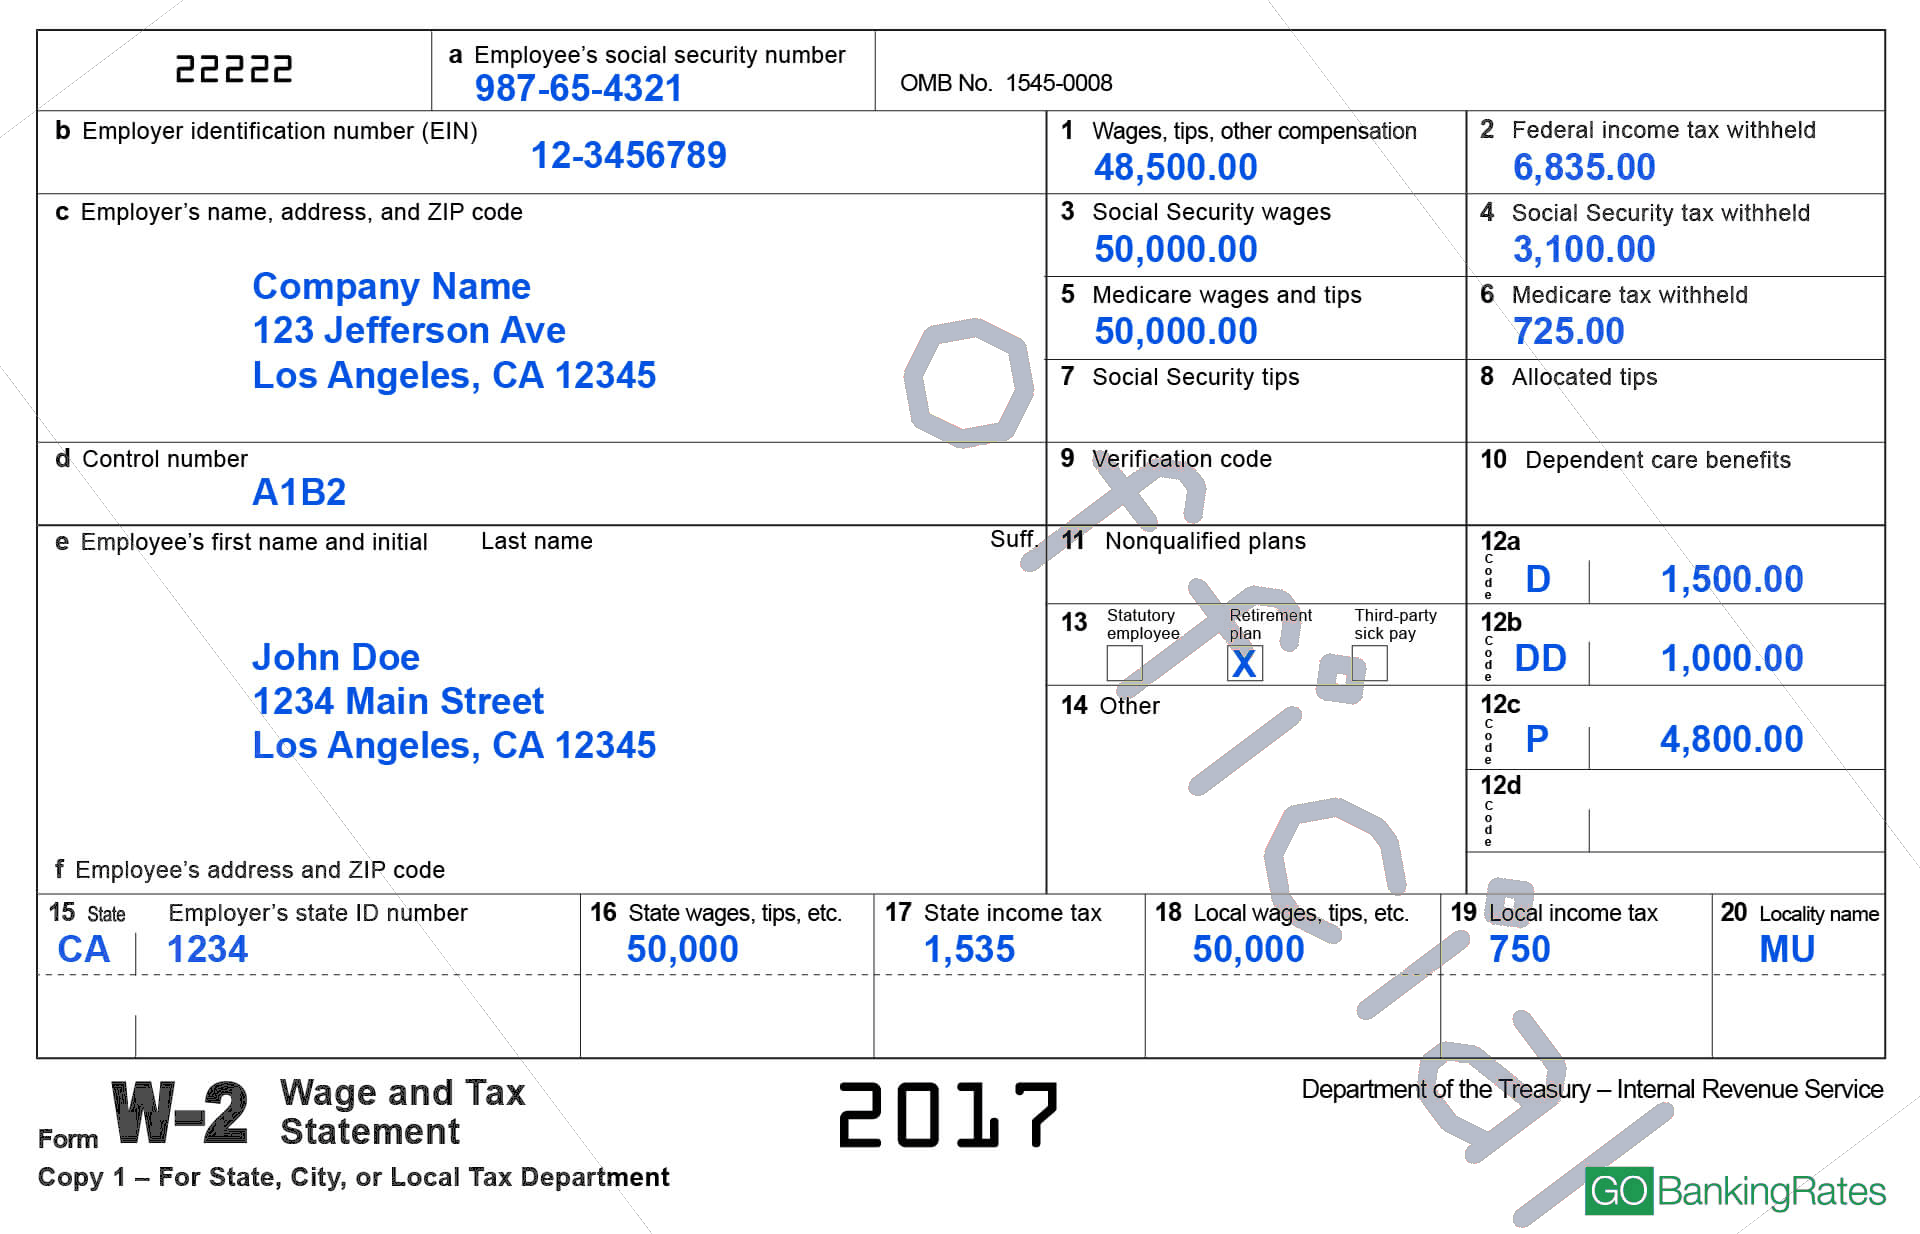 22222
a Employee's social security number
987-65-4321
OMB No. 1545-0008
b Employer identification number (EIN)
12-3456789
1 Wages, tips, other compensation
48,500.00
2 Federal income tax withheld
6,835.00
c Employer's name, address, and ZIP code
Company Name
123 Jefferson Ave
Los Angeles, CA 12345
3 Social Security wages
50,000.00
4 Social Security tax withheld
3,100.00
5 Medicare wages and tips
50,000.00
6 Medicare tax withheld
725.00
7 Social Security tips
8 Allocated tips
d Control number
A1B2
9 Verification code
10 Dependent care benefits
e Employee's first name and initial Last name Suff.
John Doe
1234 Main Street
Los Angeles, CA 12345
f Employee's address and ZIP code
11 Nonqualified plans
12a
Code D 1,500.00
13 Statutory employee
Retirement plan
X
Third-party sick pay
12b
Code DD 1,000.00
14 Other
12c
Code P 4,800.00
12d
Code
15 State Employer's state ID number
CA 1234
16 State wages, tips, etc.
50,000
17 State income tax
1,535
18 Local wages, tips, etc.
50,000
19 Local income tax
750
20 Locality name
MU
Form W-2 Wage and Tax Statement
2017
Department of the Treasury – Internal Revenue Service
Copy 1 – For State, City, or Local Tax Department
GOBankingRates
Official